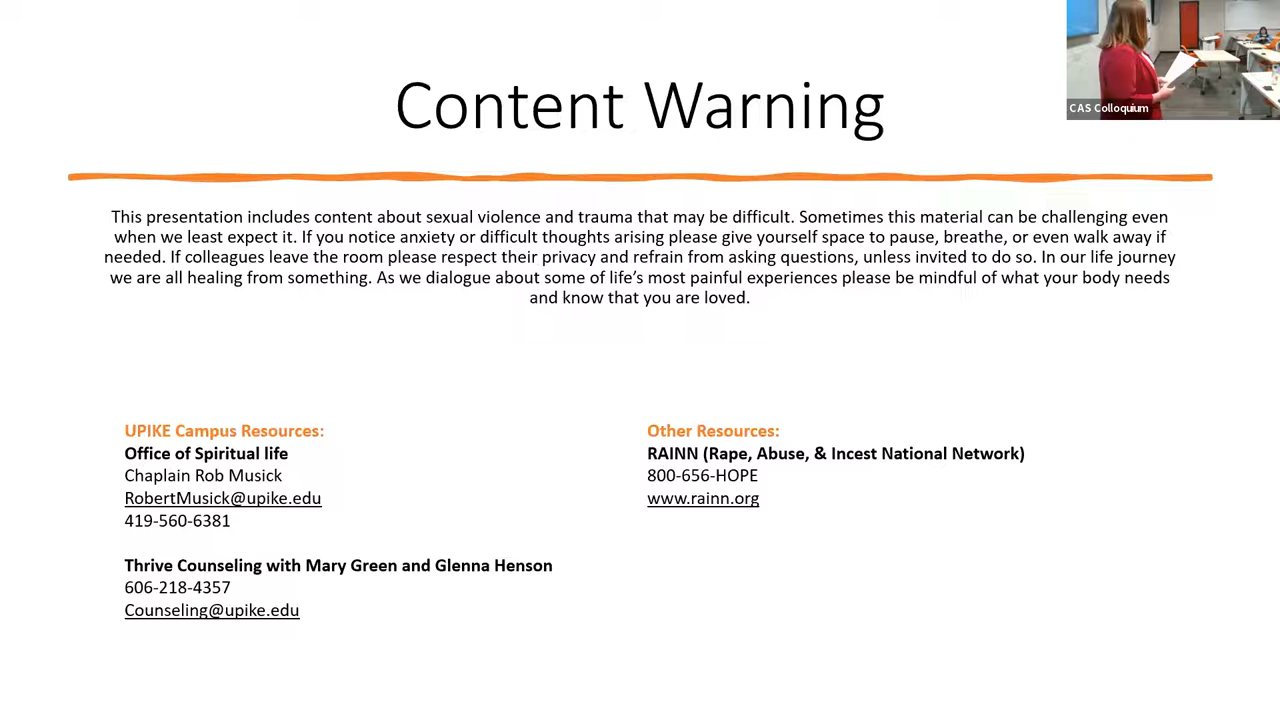 Content Warning
CAS Colloquium
This presentation includes content about sexual violence and trauma that may be difficult. Sometimes this material can be challenging even
when we least expect it. If you notice anxiety or difficult thoughts arising please give yourself space to pause, breathe, or even walk away if
needed. If colleagues leave the room please respect their privacy and refrain from asking questions, unless invited to do so. In our life journey
we are all healing from something. As we dialogue about some of life’s most painful experiences please be mindful of what your body needs
and know that you are loved.
UPIKE Campus Resources:
Office of Spiritual life
Chaplain Rob Musick
RobertMusick@upike.edu
419-560-6381
Thrive Counseling with Mary Green and Glenna Henson
606-218-4357
Counseling@upike.edu
Other Resources:
RAINN (Rape, Abuse, & Incest National Network)
800-656-HOPE
www.rainn.org